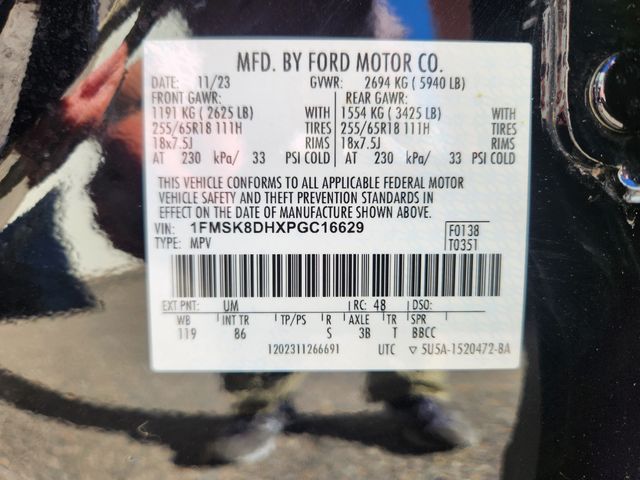 MFD. BY FORD MOTOR CO.
DATE: 11/23 GVWR: 2694 KG ( 5940 LB)
FRONT GAWR: REAR GAWR:
1191 KG ( 2625 LB) WITH 1554 KG ( 3425 LB) WITH
255/65R18 111H TIRES 255/65R18 111H TIRES
18x7.5J RIMS 18x7.5J RIMS
AT 230 kPa/ 33 PSI COLD AT 230 kPa/ 33 PSI COLD
THIS VEHICLE CONFORMS TO ALL APPLICABLE FEDERAL MOTOR
VEHICLE SAFETY AND THEFT PREVENTION STANDARDS IN
EFFECT ON THE DATE OF MANUFACTURE SHOWN ABOVE.
VIN: 1FMSK8DHXPGC16629 F0138
TYPE: MPV T0351
EXT PNT: UM RC: 48 DSO:
WB INT TR TP/PS R AXLE TR SPR
119 86 S 3B T BBCC
1202311266691 UTC ▽ 5U5A-1520472-8A